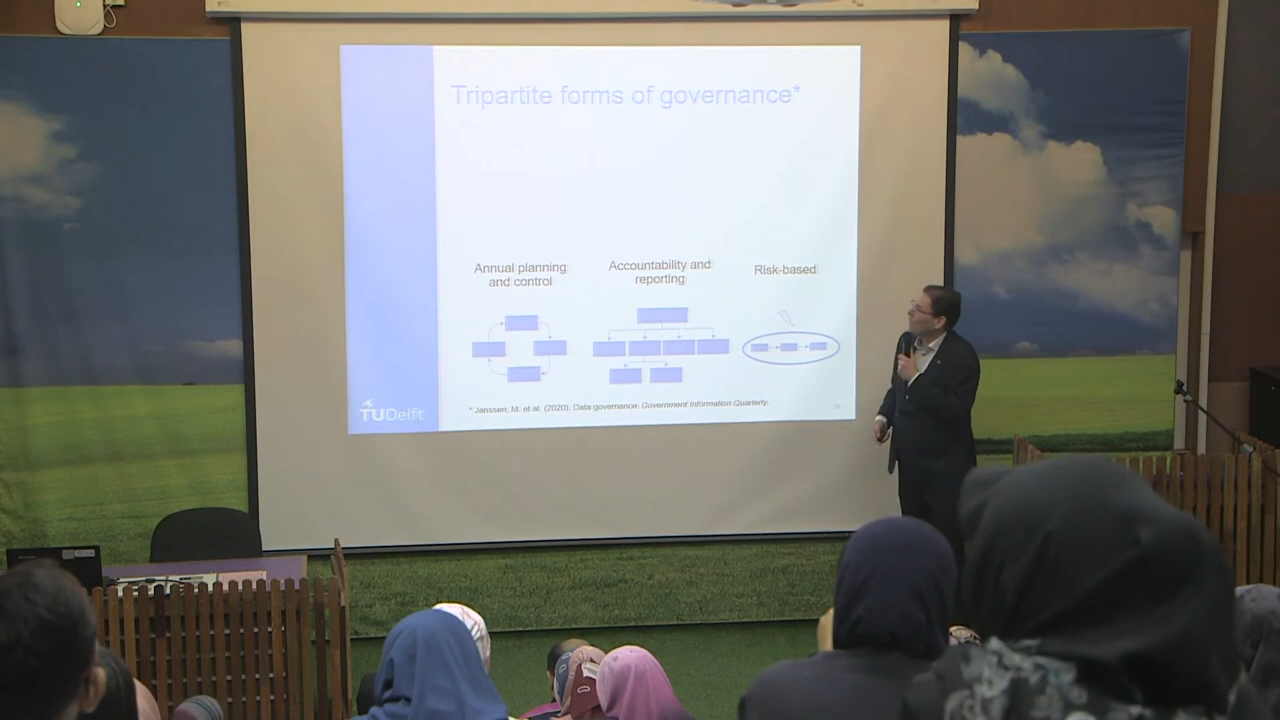 Tripartite forms of governance*
Annual planning
and control
Accountability and
reporting
Risk-based
* Janssen, M. et al. (2020). Data governance. Government Information Quarterly.
TUDelft